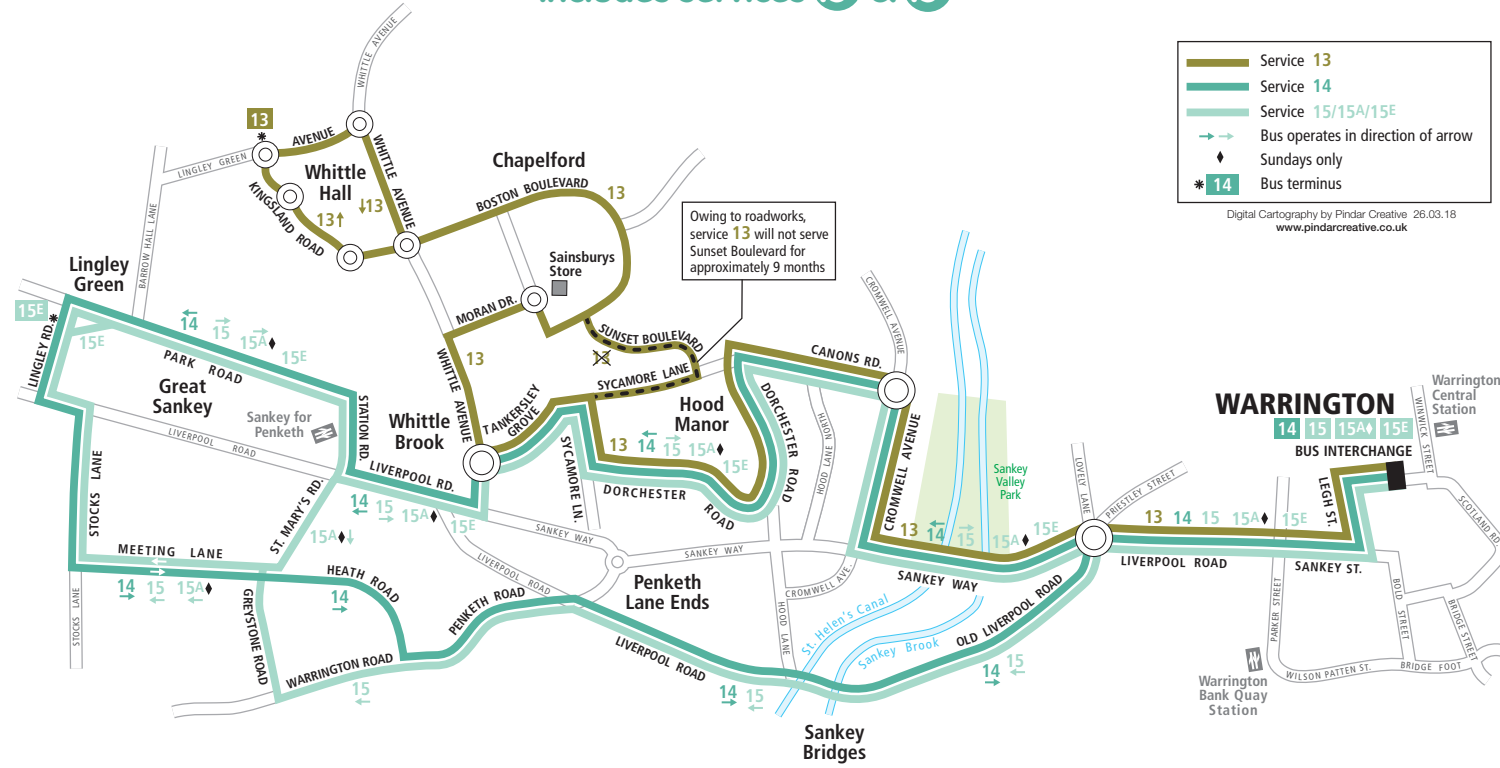 includes services
&
WHITTLE AVENUE
13
AVENUE
LINGLEY GREEN
Whittle
Hall
WHITTLE AVENUE
KINGSLAND ROAD
13↑
↓13
Chapelford
BOSTON BOULEVARD
13
Service 13
Service 14
Service 15/15A/15E
Bus operates in direction of arrow
Sundays only
* 14 Bus terminus
Digital Cartography by Pindar Creative 26.03.18
www.pindarcreative.co.uk
Owing to roadworks,
service 13 will not serve
Sunset Boulevard for
approximately 9 months
BARROW HALL LANE
Lingley
Green
15E
LINGLEY RD.
14
15
15A
15E
15E
PARK ROAD
Great
Sankey
Sainsburys
Store
MORAN DR.
13
WHITTLE AVENUE
SUNSET BOULEVARD
13
SYCAMORE LANE
CANONS RD.
CROMWELL AVENUE
Sankey for
Penketh
STATION RD.
Whittle
Brook
TANKERSLEY
GROVE
Hood
Manor
DORCHESTER ROAD
HOOD LANE NORTH
13
14
15
15A
15E
SYCAMORE LN.
DORCHESTER
ROAD
CROMWELL AVENUE
Sankey
Valley
Park
LOVELY LANE
PRIESTLEY STREET
WARRINGTON
14
15
15A
15E
BUS INTERCHANGE
Warrington
Central
Station
WINWICK STREET
SCOTLAND RD.
LEGH ST.
LIVERPOOL ROAD
LIVERPOOL RD.
14
15
15A
15E
STOCKS LANE
ST. MARY'S RD.
15A↓
SANKEY WAY
SANKEY WAY
LIVERPOOL ROAD
13
14
15
15A
15E
SANKEY WAY
13
14
15
15A
15E
LIVERPOOL ROAD
SANKEY ST.
MEETING LANE
14
15
15A
STOCKS LANE
HEATH ROAD
14
GREYSTONE ROAD
WARRINGTON ROAD
15
PENKETH ROAD
Penketh
Lane Ends
CROMWELL AVE.
HOOD LANE
LIVERPOOL ROAD
14
15
St. Helen's Canal
Sankey Brook
OLD LIVERPOOL ROAD
14
15
Sankey
Bridges
PARKER STREET
BOLD STREET
BRIDGE STREET
WILSON PATTEN ST.
BRIDGE FOOT
Warrington
Bank Quay
Station